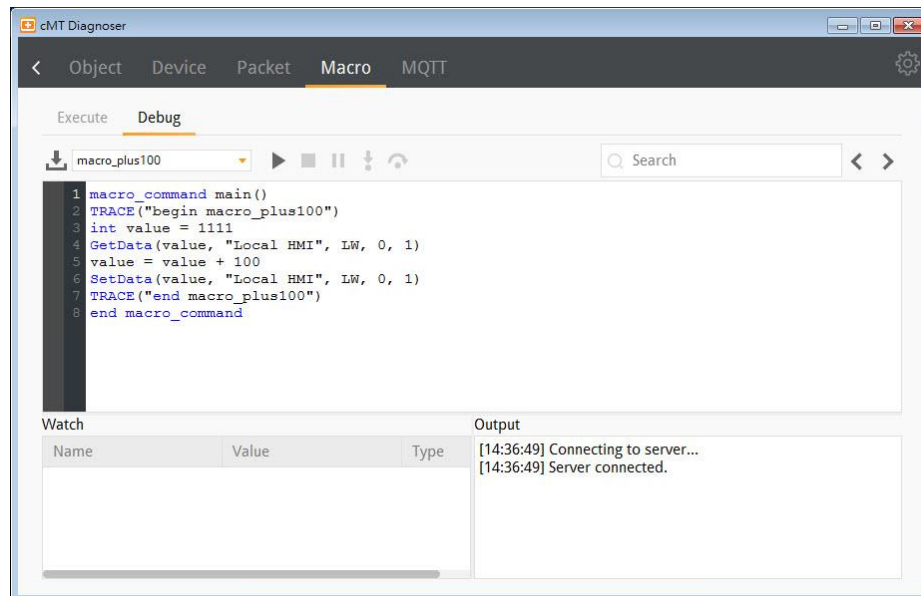 cMT Diagnoser
Object Device Packet Macro MQTT
Execute Debug
macro_plus100
Search
1 macro_command main()
2 TRACE("begin macro_plus100")
3 int value = 1111
4 GetData(value, "Local HMI", LW, 0, 1)
5 value = value + 100
6 SetData(value, "Local HMI", LW, 0, 1)
7 TRACE("end macro_plus100")
8 end macro_command
Watch
Name Value Type
Output
[14:36:49] Connecting to server...
[14:36:49] Server connected.